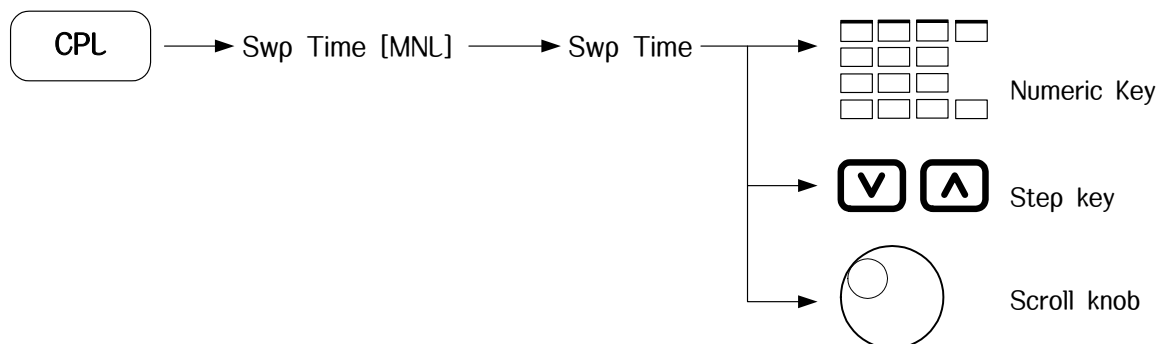 CPL Swp Time [MNL] Swp Time
Numeric Key
Step key
Scroll knob